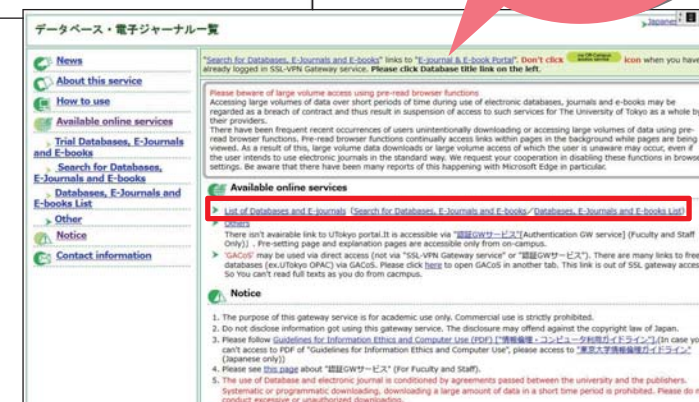 データベース・電子ジャーナル一覧
News
About this service
How to use
Available online services
Trial Databases, E-Journals
and E-books
Search for Databases,
E-Journals and E-books
Databases, E-Journals and
E-books List
Other
Notice
Contact information
"Search for Databases, E-Journals and E-books" links to "E-journal & E-book Portal". Don't click icon when you have
already logged in SSL-VPN Gateway service. Please click Database title link on the left.
Please beware of large volume access using pre-read browser functions
Accessing large volumes of data over short periods of time during use of electronic databases, journals and e-books may be
regarded as a breach of contract and thus result in suspension of access to such services for The University of Tokyo as a whole by
their providers.
There have been frequent recent occurrences of users unintentionally downloading or accessing large volumes of data using pre-
read browser functions. Pre-read browser functions continually access links within pages in the background while pages are being
viewed. As a result of this, large volume data downloads or large volume access of which the user is unaware may occur, even if
the user intends to use electronic journals in the standard way. We request your cooperation in disabling these functions in browser
settings. Be aware that there have been many reports of this happening with Microsoft Edge in particular.
Available online services
List of Databases and E-journals (Search for Databases, E-Journals and E-books／Databases, E-Journals and E-books List)
Others
There isn't avairable link to UTokyo portal.It is accessible via "認証GWサービス"[Authentication GW service] (Fuculty and Staff
Only)) . Pre-setting page and explanation pages are accessible only from on-campus.
"GACoS" may be used via direct access (not via "SSL-VPN Gateway service" or "認証GWサービス"). There are many links to free
databases (ex.UTokyo OPAC) via GACoS. Please click here to open GACoS in another tab. This link is out of SSL gateway access
So You can't read full texts as you do from cacmpus.
Notice
1. The purpose of this gateway service is for academic use only. Commercial use is strictly prohibited.
2. Do not disclose information got using this gateway service. The disclosure may offend against the copyright law of Japan.
3. Please follow Guidelines for Information Ethics and Computer Use (PDF) ["情報倫理・コンピュータ利用ガイドライン"].(In case you
can't access to PDF of "Guidelines for Information Ethics and Computer Use", please access to "東京大学情報倫理ガイドライン"
(Japanese only))
4. Please see this page about "認証GWサービス" (For Fuculty and Staff).
5. The use of Database and electronic journal is conditioned by agreements passed between the university and the publishers.
Systematic or programmatic downloading, downloading a large amount of data in a short time period is prohibited. Please do n
conduct excessive or unauthorized downloading.